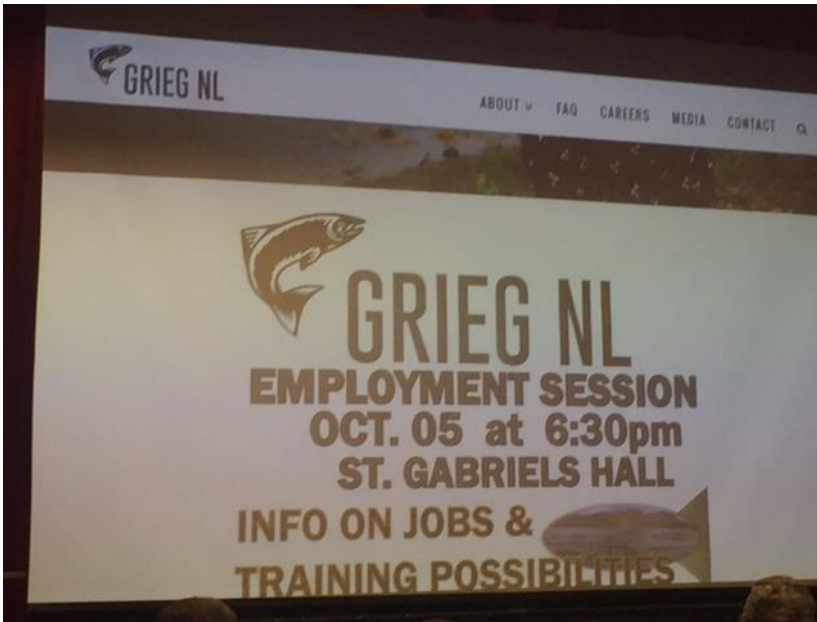 GRIEG NL
ABOUT FAQ CAREERS MEDIA CONTACT
GRIEG NL
EMPLOYMENT SESSION
OCT. 05 at 6:30pm
ST. GABRIELS HALL
INFO ON JOBS &
TRAINING POSSIBILITIES